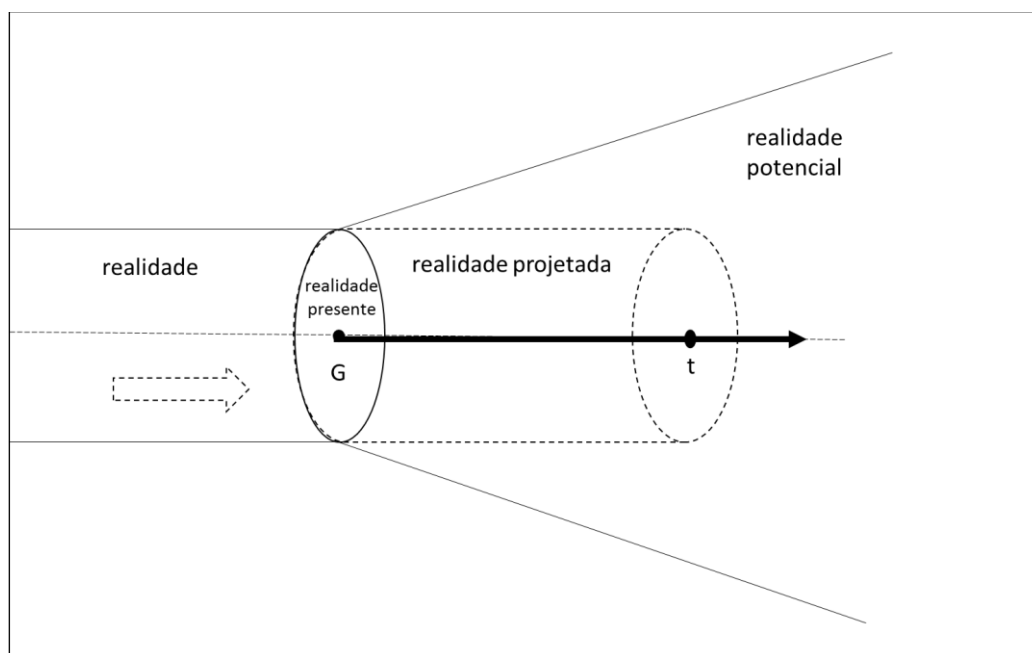 realidade
potencial
realidade
realidade projetada
realidade
presente
G
t